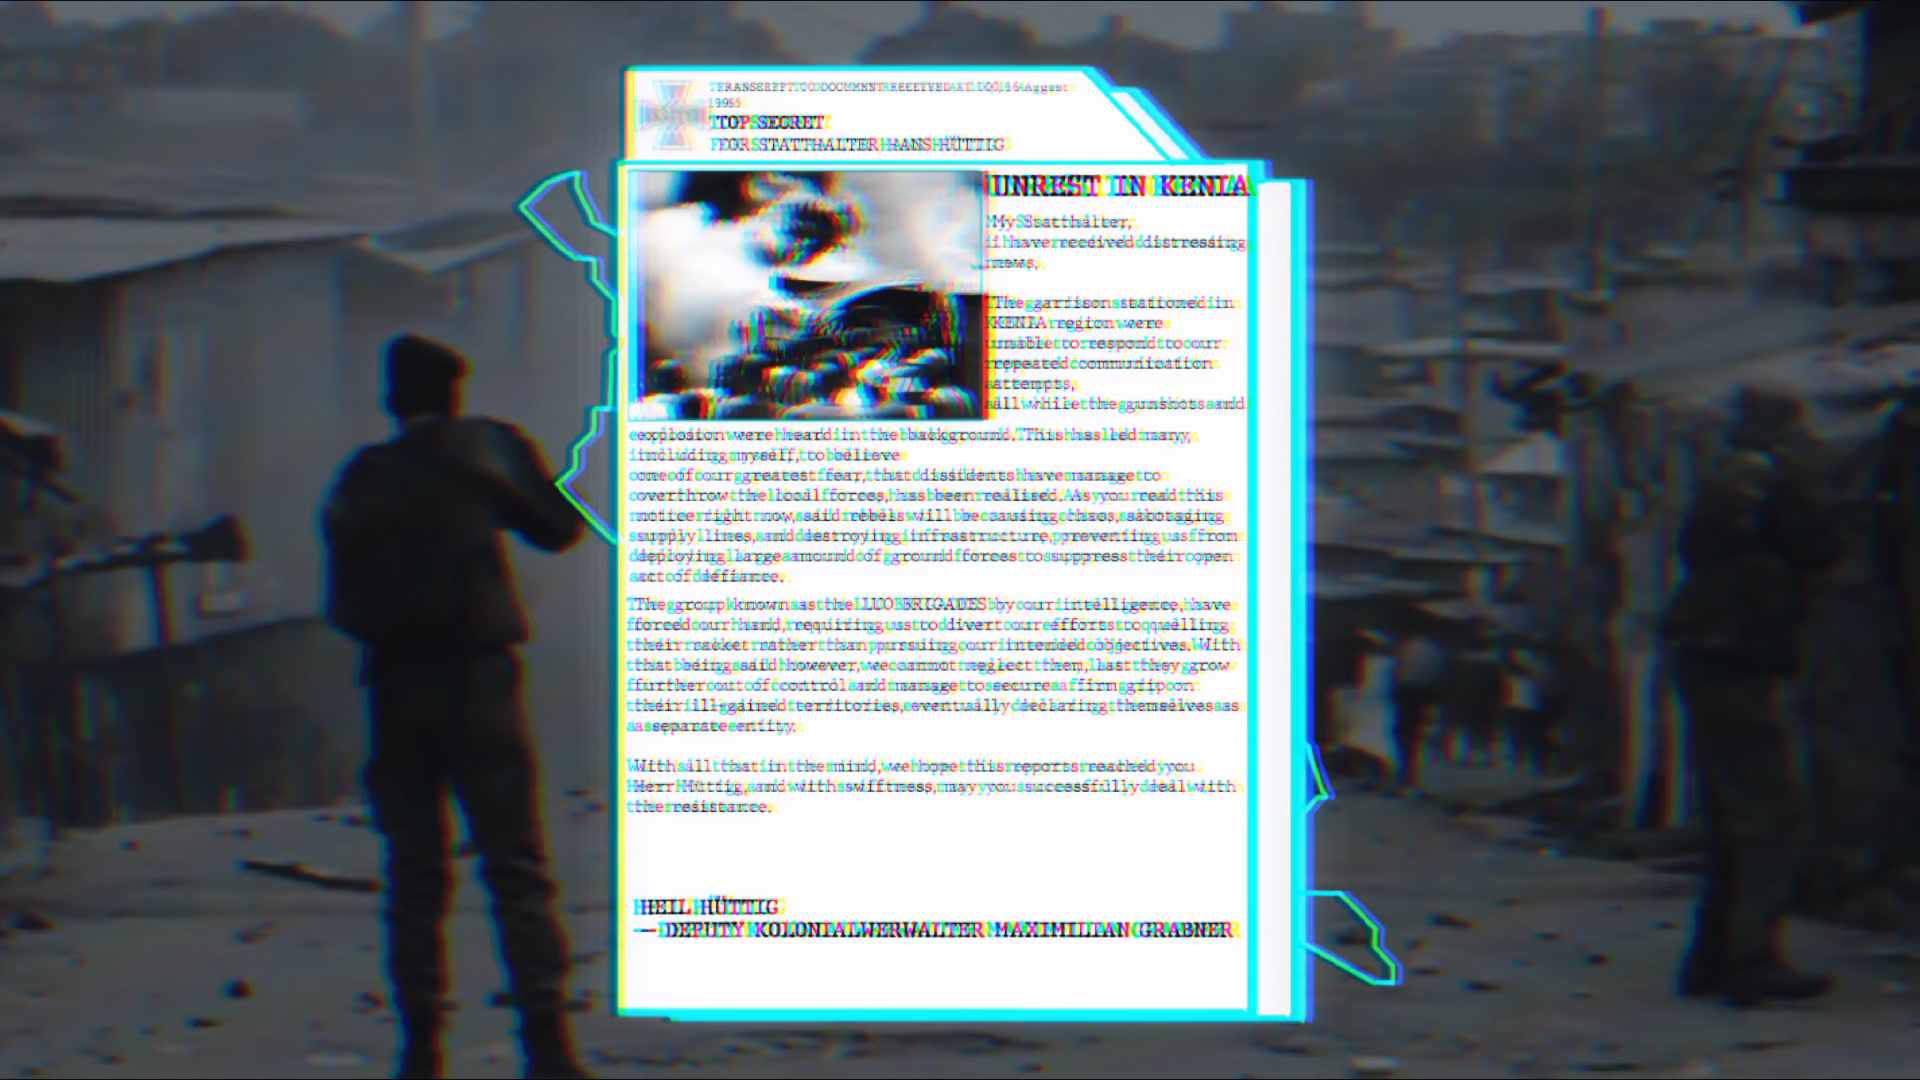 TRANSCRIPT TO DOCUMENT RECEIVED AT
TOP SECRET
FOR STATTHALTER HANS HÜTTIG
UNREST IN KENIA
My Statthalter,
i have received distressing
news,
The garrison stationed in
KENIA region were
unable to respond to our
repeated communication
attempts,
all while the gunshots and
explosion were heard in the background. This has led many,
including myself, to believe
one of our greatest fear, that dissidents have manage to
overthrow the local forces, has been realised. As you read this
notice right now, said rebels will be causing chaos, sabotaging
supply lines, and destroying infrastructure, preventing us from
deploying large amound of ground forces to suppress their open
act of defiance.
The group known as the LUO BRIGADES by our intelligence, have
forced our hand, requiring us to divert our efforts to quelling
their racket rather than pursuing our intended objectives. With
that being said however, we cannot neglect them, last they grow
further out of control and manage to secure a firm grip on
their ill-gained territories, eventually declaring themselves as
a separate entity.
With all that in the mind, we hope this reports reached you
Herr Hüttig, and with swiftness, may you successfully deal with
the resistance.
HEIL HÜTTIG
— DEPUTY KOLONIALVERWALTER MAXIMILIAN GRABNER